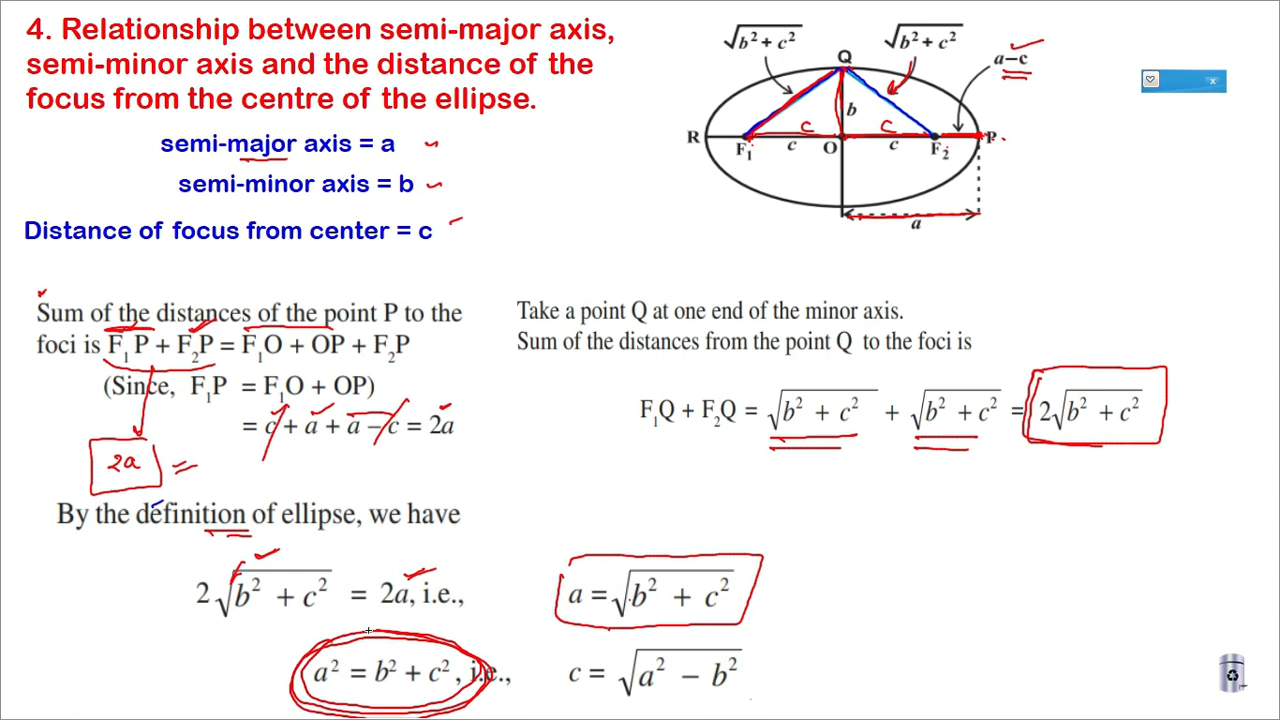 4. Relationship between semi-major axis,
semi-minor axis and the distance of the
focus from the centre of the ellipse.
semi-major axis = a
semi-minor axis = b
Distance of focus from center = c
√(b² + c²) √(b² + c²)
Q
a–c
b
c c
R F₁ c O c F₂ P
a
Sum of the distances of the point P to the
foci is F₁P + F₂P = F₁O + OP + F₂P
(Since, F₁P = F₁O + OP)
= c + a + a – c = 2a
2a =
Take a point Q at one end of the minor axis.
Sum of the distances from the point Q to the foci is
F₁Q + F₂Q = √(b² + c²) + √(b² + c²) = 2√(b² + c²)
By the definition of ellipse, we have
2√(b² + c²) = 2a, i.e., a = √(b² + c²)
a² = b² + c², i.e., c = √(a² – b²)